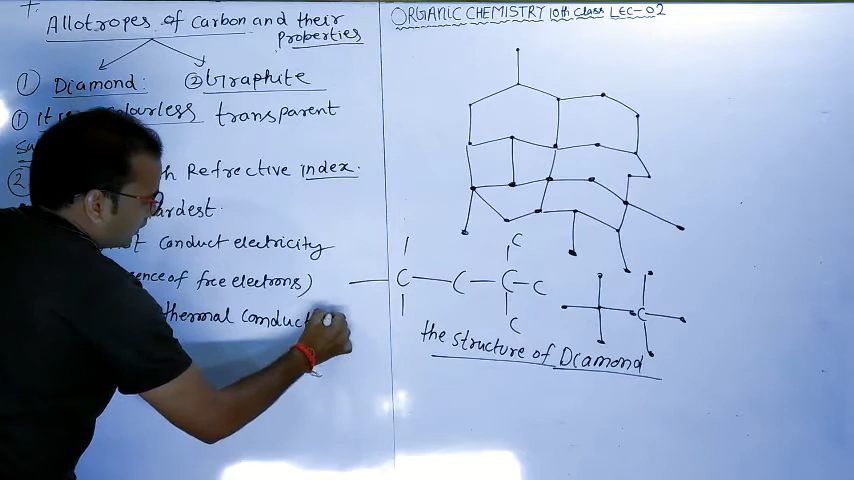 Allotropes of Carbon and their
properties
① Diamond:
② Graphite
① It colourless transparent
② Refrective index.
hardest.
conduct electricity
of free electrons)
thermal conduct
ORGANIC CHEMISTRY 10th Class LEC-02
C
C C C C
C
C
the structure of Diamond